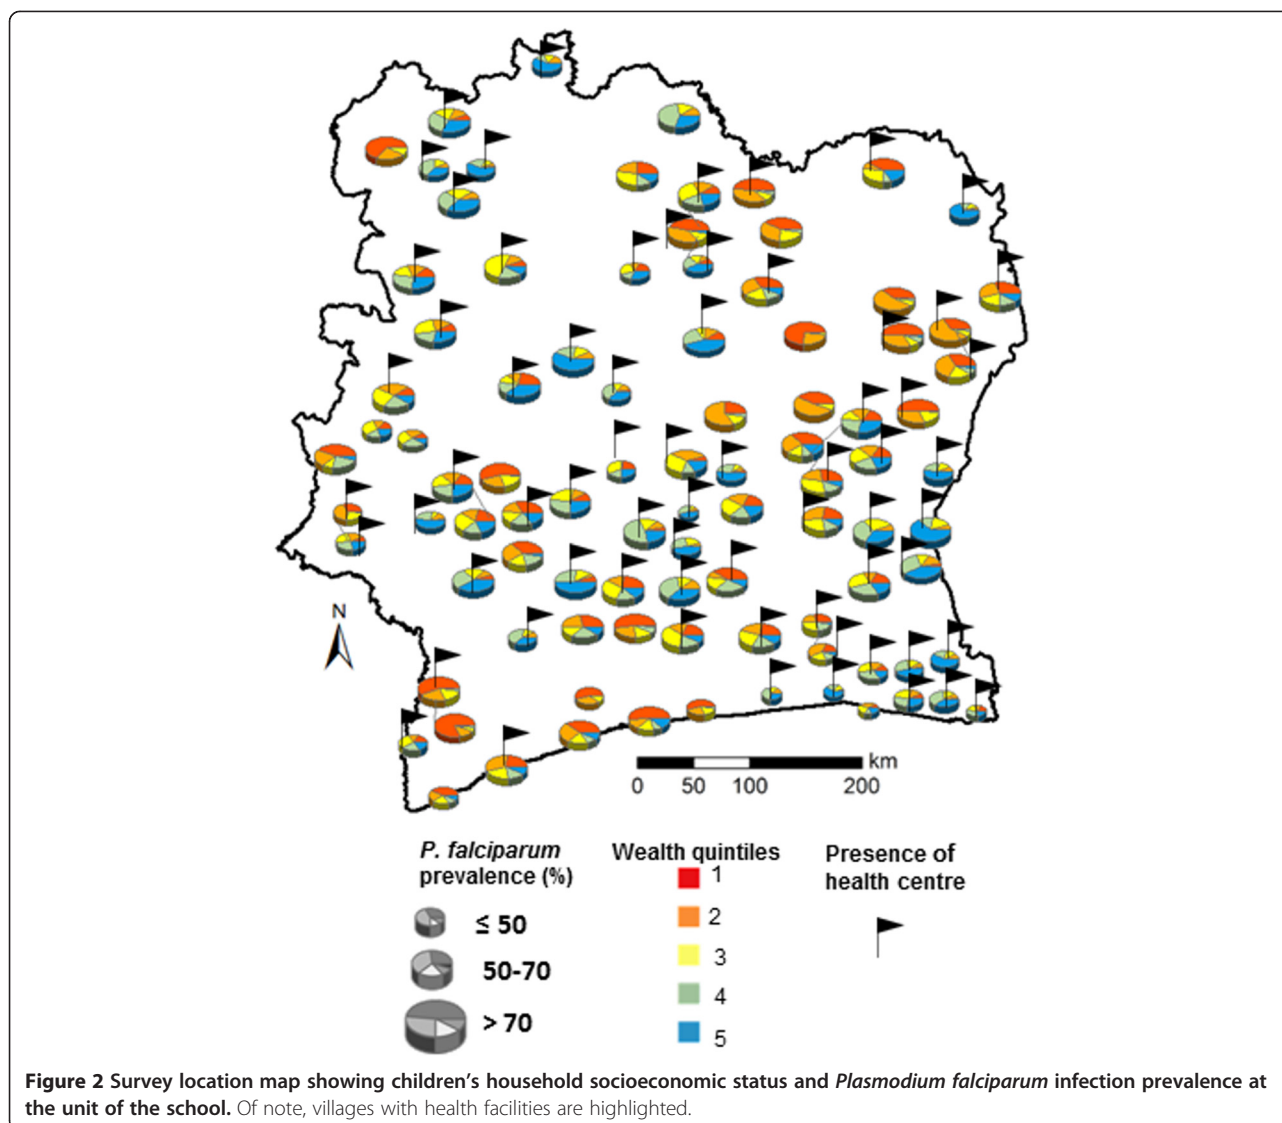 N
km
0 50 100 200
P. falciparum
prevalence (%)
≤ 50
50-70
> 70
Wealth quintiles
1
2
3
4
5
Presence of
health centre
Figure 2 Survey location map showing children's household socioeconomic status and Plasmodium falciparum infection prevalence at
the unit of the school. Of note, villages with health facilities are highlighted.